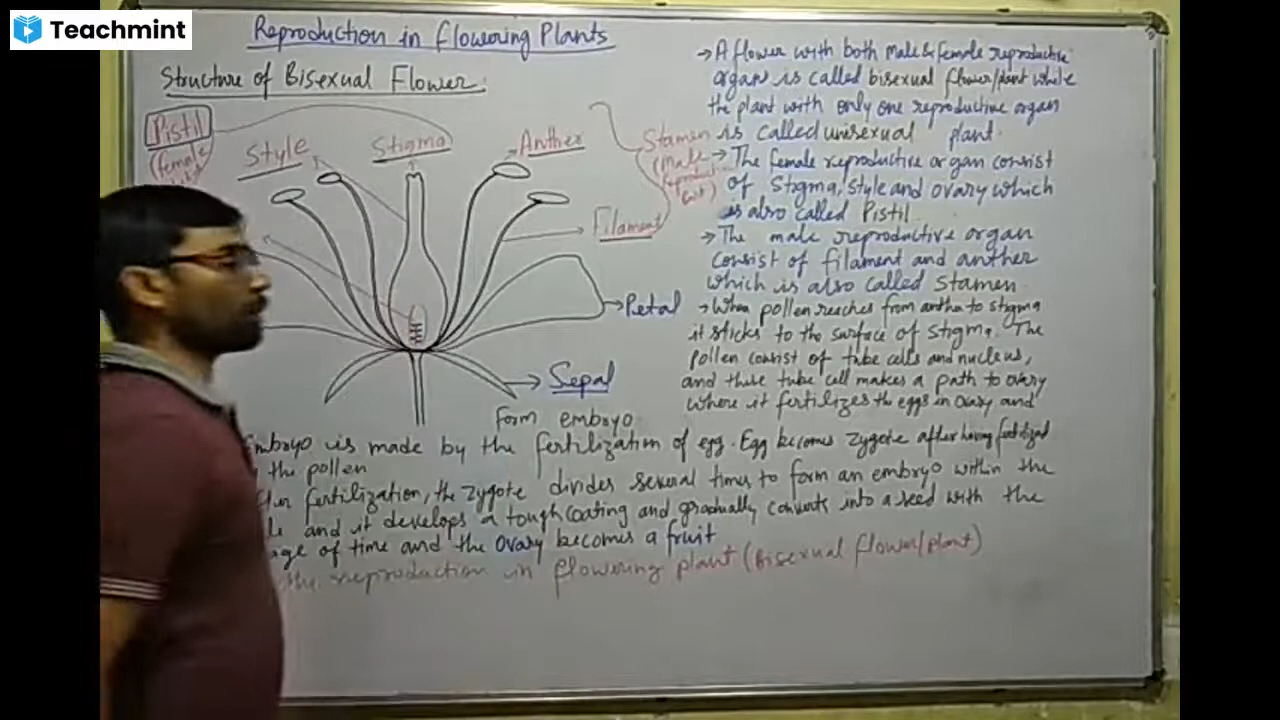 Teachmint
Reproduction in Flowering Plants
Structure of Bisexual Flower:
Pistil
(female
Style
Stigma
Anther
Stamen
(male
Filament
Petal
Sepal
→ A flower with both Male & female reproductive
organ is called bisexual flower/plant while
the plant with only one reproductive organ
is called unisexual plant.
→ The female reproductive organ consist
of Stigma, Style and ovary which
is also called Pistil.
→ The male reproductive organ
consist of filament and anther
which is also called Stamen.
→ When pollen reaches from anther to stigma
it sticks to the surface of stigma. The
pollen consist of tube cells and nucleus,
and these tube cell makes a path to ovary
where it fertilizes the eggs in ovary and
form embryo.
Embryo is made by the fertilization of egg. Egg becomes zygote after having fertilized
the pollen
fertilization, the zygote divides several times to form an embryo within the
and it develops a tough coating and gradually converts into a seed with the
of time and the ovary becomes a fruit
the reproduction in flowering plant (Bisexual flower/plant)